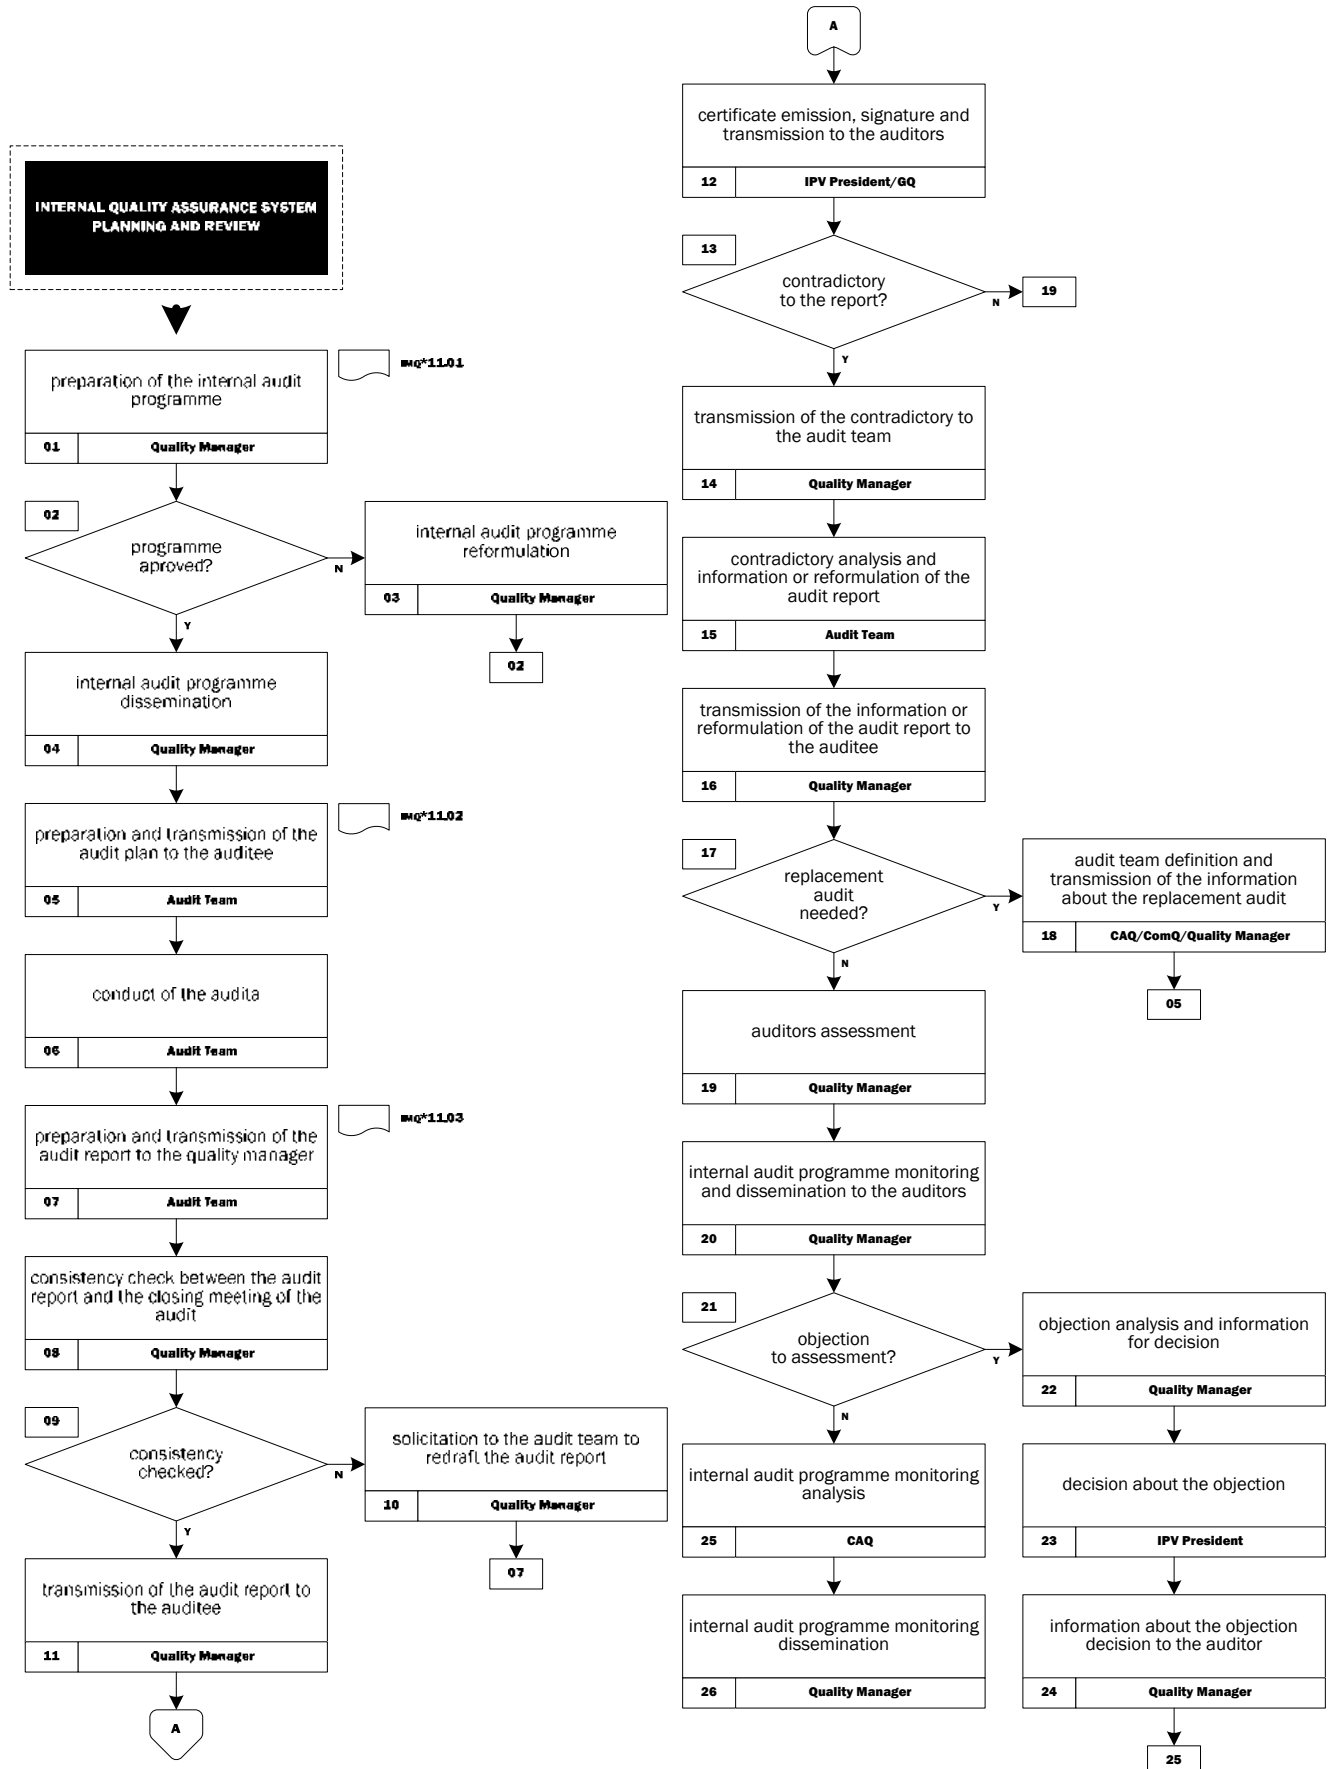 INTERNAL QUALITY ASSURANCE SYSTEM
PLANNING AND REVIEW
preparation of the internal audit
programme
IMQ*11.01
01
Quality Manager
02
programme
aproved?
N
Y
internal audit programme
reformulation
03
Quality Manager
02
internal audit programme
dissemination
04
Quality Manager
preparation and transmission of the
audit plan to the auditee
IMQ*11.02
05
Audit Team
conduct of the audita
06
Audit Team
preparation and transmission of the
audit report to the quality manager
IMQ*11.03
07
Audit Team
consistency check between the audit
report and the closing meeting of the
audit
08
Quality Manager
09
consistency
checked?
N
Y
solicitation to the audit team to
redraft the audit report
10
Quality Manager
07
transmission of the audit report to
the auditee
11
Quality Manager
A
A
certificate emission, signature and
transmission to the auditors
12
IPV President/GQ
13
contradictory
to the report?
N
19
Y
transmission of the contradictory to
the audit team
14
Quality Manager
contradictory analysis and
information or reformulation of the
audit report
15
Audit Team
transmission of the information or
reformulation of the audit report to
the auditee
16
Quality Manager
17
replacement
audit
needed?
Y
N
audit team definition and
transmission of the information
about the replacement audit
18
CAQ/ComQ/Quality Manager
05
auditors assessment
19
Quality Manager
internal audit programme monitoring
and dissemination to the auditors
20
Quality Manager
21
objection
to assessment?
Y
N
objection analysis and information
for decision
22
Quality Manager
decision about the objection
23
IPV President
information about the objection
decision to the auditor
24
Quality Manager
25
internal audit programme monitoring
analysis
25
CAQ
internal audit programme monitoring
dissemination
26
Quality Manager